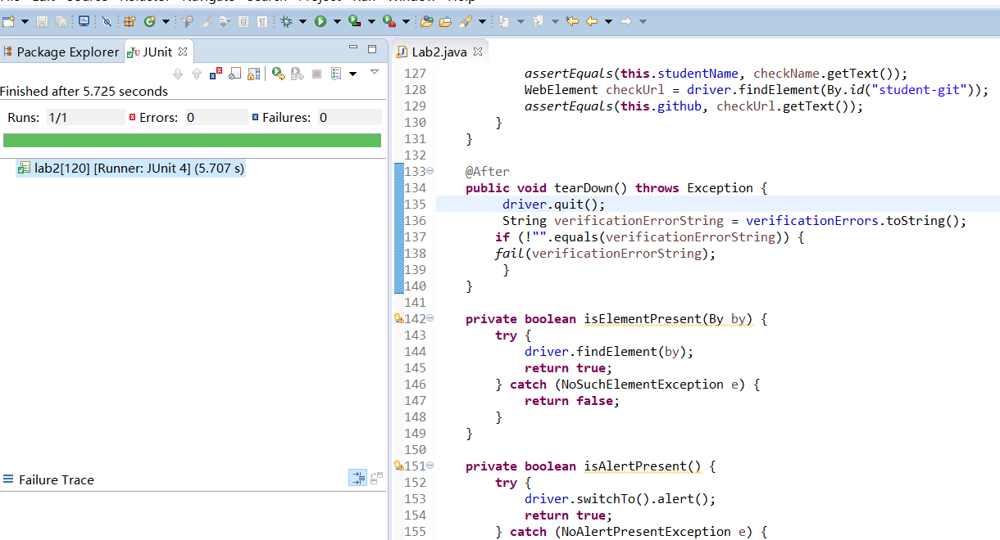 Package Explorer
JUnit
Finished after 5.725 seconds
Runs: 1/1
Errors: 0
Failures: 0
lab2[120] [Runner: JUnit 4] (5.707 s)
Failure Trace
Lab2.java
127 assertEquals(this.studentName, checkName.getText());
128 WebElement checkUrl = driver.findElement(By.id("student-git"));
129 assertEquals(this.github, checkUrl.getText());
130 }
131 }
132
133 @After
134 public void tearDown() throws Exception {
135 driver.quit();
136 String verificationErrorString = verificationErrors.toString();
137 if (!"".equals(verificationErrorString)) {
138 fail(verificationErrorString);
139 }
140 }
141
142 private boolean isElementPresent(By by) {
143 try {
144 driver.findElement(by);
145 return true;
146 } catch (NoSuchElementException e) {
147 return false;
148 }
149 }
150
151 private boolean isAlertPresent() {
152 try {
153 driver.switchTo().alert();
154 return true;
155 } catch (NoAlertPresentException e) {